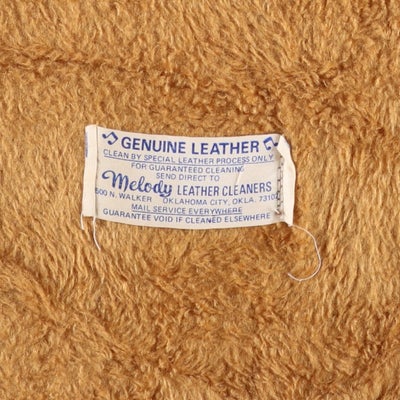 GENUINE LEATHER
CLEAN BY SPECIAL LEATHER PROCESS ONLY
FOR GUARANTEED CLEANING
SEND DIRECT TO
Melody LEATHER CLEANERS
500 N. WALKER OKLAHOMA CITY, OKLA. 73102
MAIL SERVICE EVERYWHERE
GUARANTEE VOID IF CLEANED ELSEWHERE